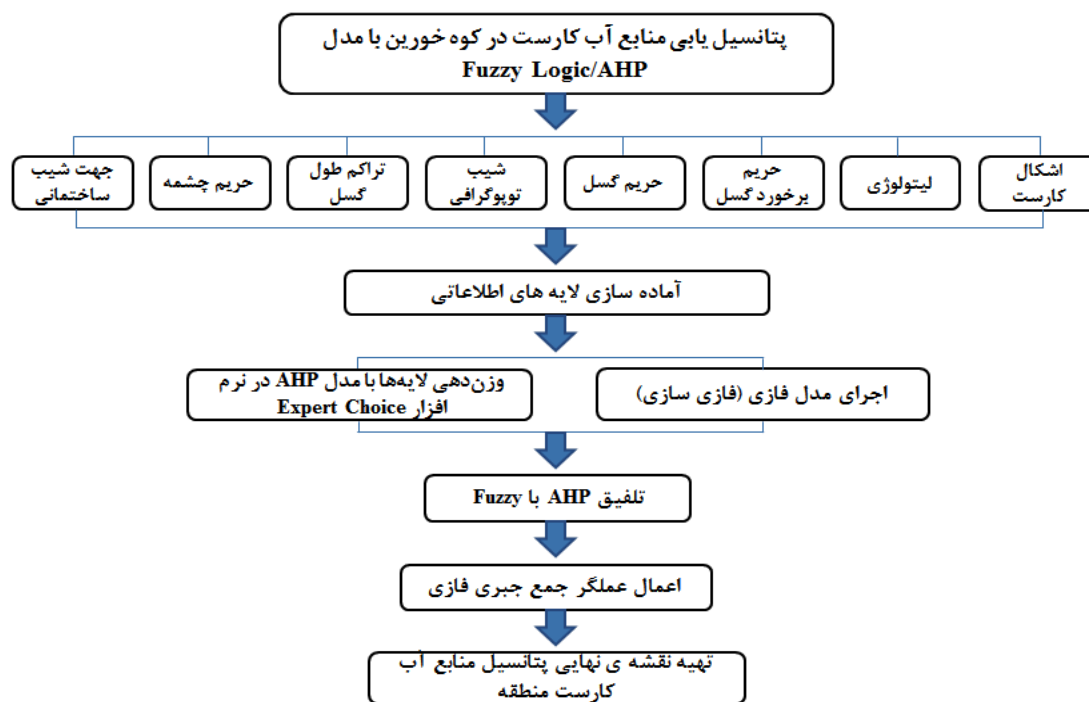 پتانسیل یابی منابع آب کارست در کوه خورین با مدل
Fuzzy Logic/AHP
اشکال
کارست
لیتولوژی
حریم
برخورد گسل
حریم گسل
شیب
توپوگرافی
تراکم طول
گسل
حریم چشمه
جهت شیب
ساختمانی
آماده سازی لایه های اطلاعاتی
اجرای مدل فازی (فازی سازی)
وزن‌دهی لایه‌ها با مدل AHP در نرم
افزار Expert Choice
تلفیق AHP با Fuzzy
اعمال عملگر جمع جبری فازی
تهیه نقشه ی نهایی پتانسیل منابع آب
کارست منطقه